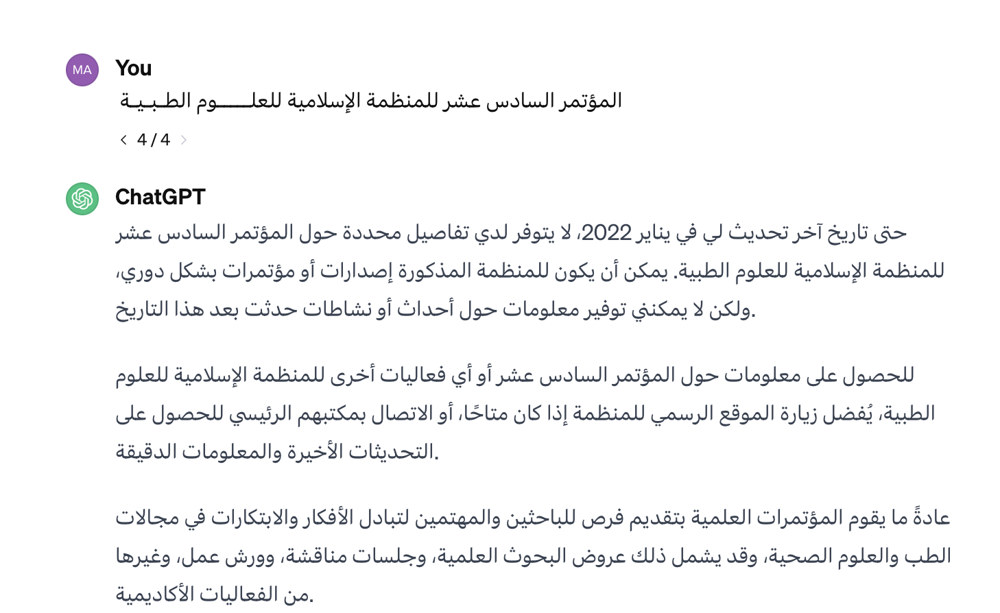 MA
You
المؤتمر السادس عشر للمنظمة الإسلامية للعلــــــوم الطـبـيـة
4 / 4
ChatGPT
حتى تاريخ آخر تحديث لي في يناير 2022، لا يتوفر لدي تفاصيل محددة حول المؤتمر السادس عشر
للمنظمة الإسلامية للعلوم الطبية. يمكن أن يكون للمنظمة المذكورة إصدارات أو مؤتمرات بشكل دوري،
ولكن لا يمكنني توفير معلومات حول أحداث أو نشاطات حدثت بعد هذا التاريخ.
للحصول على معلومات حول المؤتمر السادس عشر أو أي فعاليات أخرى للمنظمة الإسلامية للعلوم
الطبية، يُفضل زيارة الموقع الرسمي للمنظمة إذا كان متاحًا، أو الاتصال بمكتبهم الرئيسي للحصول على
التحديثات الأخيرة والمعلومات الدقيقة.
عادةً ما يقوم المؤتمرات العلمية بتقديم فرص للباحثين والمهتمين لتبادل الأفكار والابتكارات في مجالات
الطب والعلوم الصحية، وقد يشمل ذلك عروض البحوث العلمية، وجلسات مناقشة، وورش عمل، وغيرها
من الفعاليات الأكاديمية.